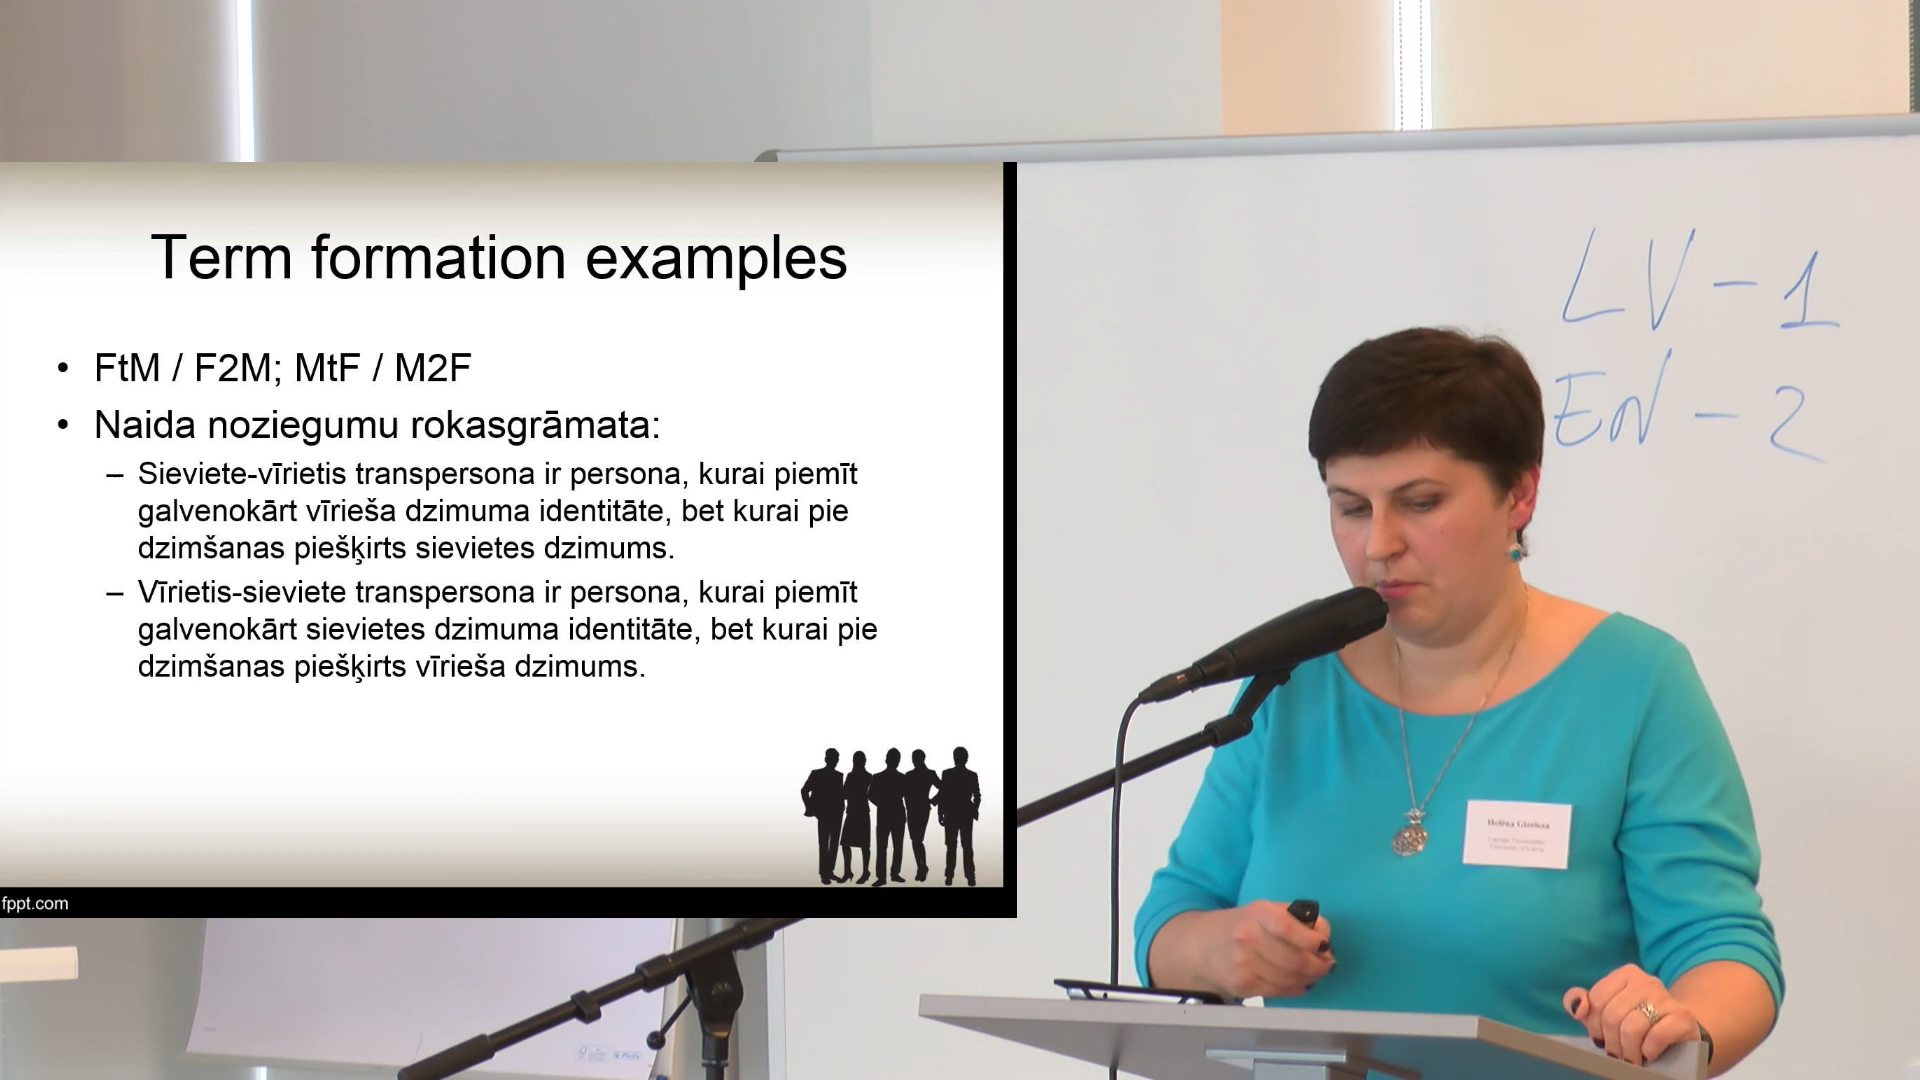 Term formation examples
• FtM / F2M; MtF / M2F
• Naida noziegumu rokasgrāmata:
– Sieviete-vīrietis transpersona ir persona, kurai piemīt
galvenokārt vīrieša dzimuma identitāte, bet kurai pie
dzimšanas piešķirts sievietes dzimums.
– Vīrietis-sieviete transpersona ir persona, kurai piemīt
galvenokārt sievietes dzimuma identitāte, bet kurai pie
dzimšanas piešķirts vīrieša dzimums.
fppt.com
LV - 1
EN - 2